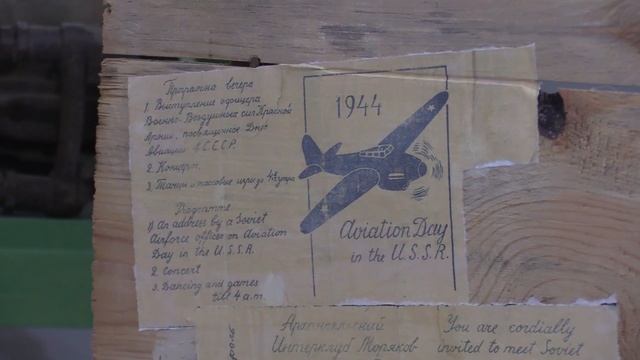 Программа вечера
1. Выступление офицера
Военно-Воздушных сил Красной
Армии, посвященное Дню
Авиации СССР.
2. Концерт.
3. Танцы и массовые игры до 4х утра
Programme
1) An address by a Soviet
Airforce officer on Aviation
Day in the U.S.S.R.
2. Concert
3. Dancing and games
till 4 a.m.
1944
Aviation Day
in the U.S.S.R.
Архангельский
Интерклуб Моряков
You are cordially
invited to meet Soviet